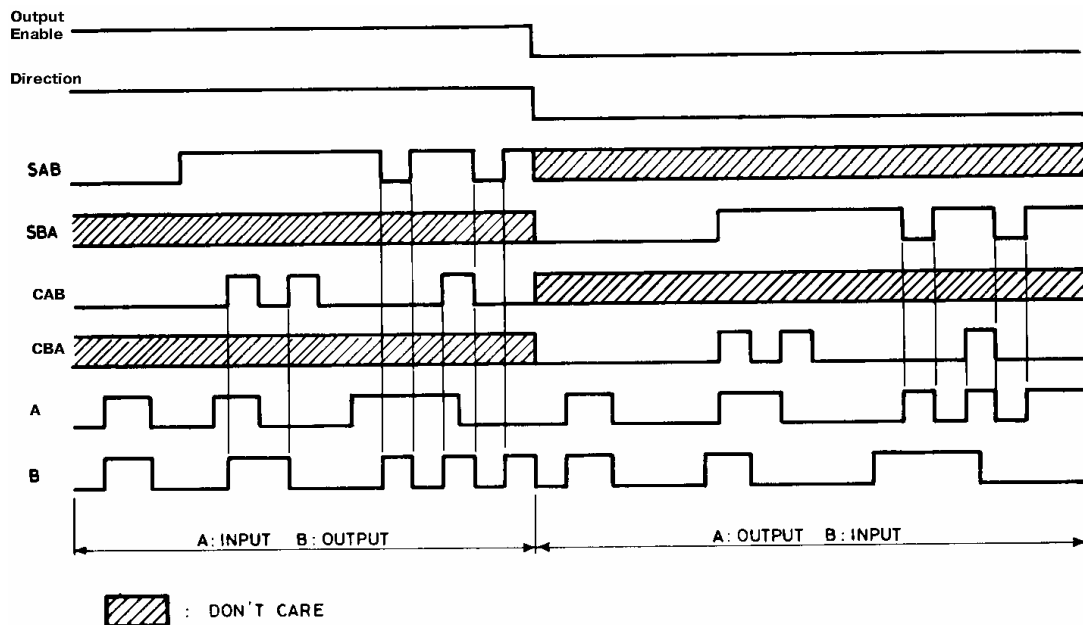 Output
Enable
Direction
SAB
SBA
CAB
CBA
A
B
A: INPUT B: OUTPUT
A: OUTPUT B: INPUT
: DON'T CARE